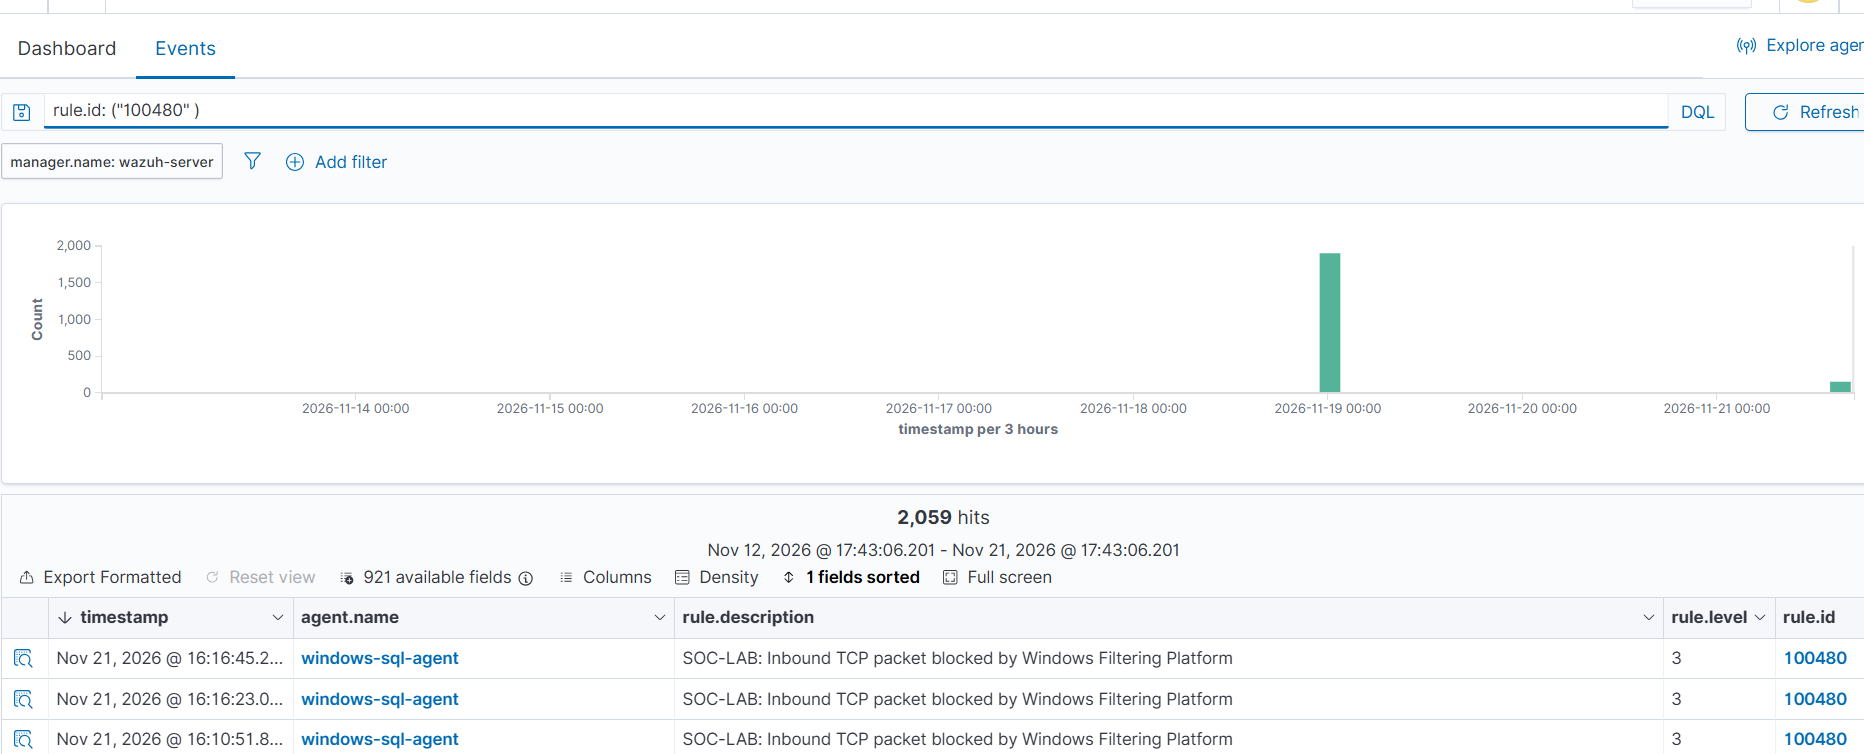 Dashboard Events Explore agen
rule.id: ("100480" ) DQL Refresh
manager.name: wazuh-server Add filter
2,000
1,500
1,000
500
0
Count
2026-11-14 00:00 2026-11-15 00:00 2026-11-16 00:00 2026-11-17 00:00 2026-11-18 00:00 2026-11-19 00:00 2026-11-20 00:00 2026-11-21 00:00
timestamp per 3 hours
2,059 hits
Nov 12, 2026 @ 17:43:06.201 - Nov 21, 2026 @ 17:43:06.201
Export Formatted Reset view 921 available fields Columns Density 1 fields sorted Full screen
timestamp agent.name rule.description rule.level rule.id
Nov 21, 2026 @ 16:16:45.2... windows-sql-agent SOC-LAB: Inbound TCP packet blocked by Windows Filtering Platform 3 100480
Nov 21, 2026 @ 16:16:23.0... windows-sql-agent SOC-LAB: Inbound TCP packet blocked by Windows Filtering Platform 3 100480
Nov 21, 2026 @ 16:10:51.8... windows-sql-agent SOC-LAB: Inbound TCP packet blocked by Windows Filtering Platform 3 100480